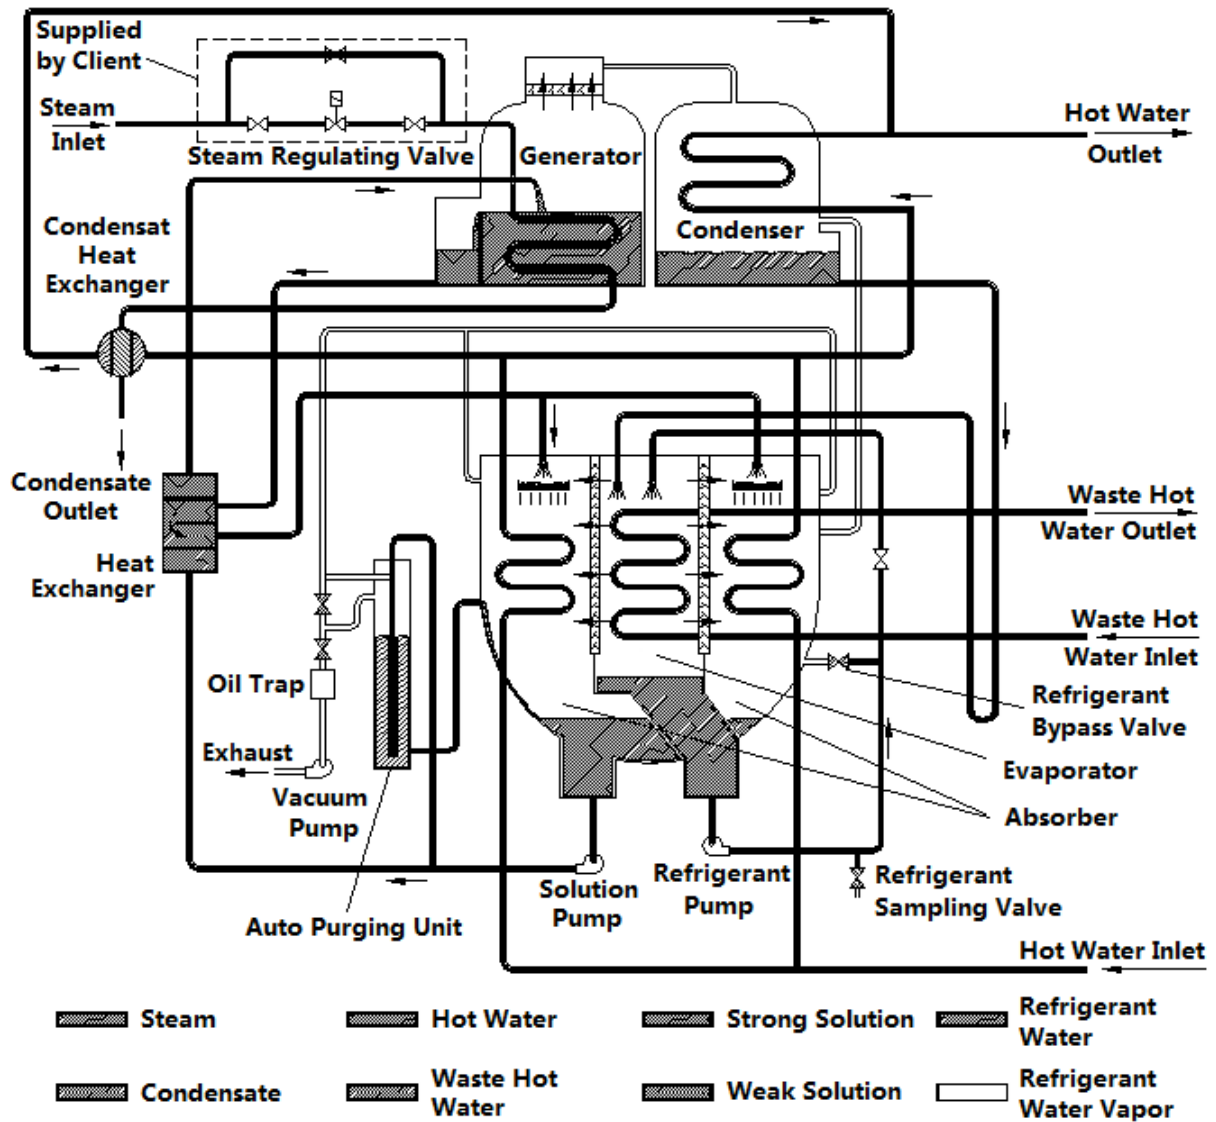 Supplied
by Client
Steam
Inlet
Steam Regulating Valve
Generator
Hot Water
Outlet
Condensat
Heat
Exchanger
Condenser
Condensate
Outlet
Heat
Exchanger
Waste Hot
Water Outlet
Waste Hot
Water Inlet
Oil Trap
Refrigerant
Bypass Valve
Exhaust
Evaporator
Vacuum
Pump
Absorber
Solution
Pump
Refrigerant
Pump
Refrigerant
Sampling Valve
Auto Purging Unit
Hot Water Inlet
Steam
Hot Water
Strong Solution
Refrigerant
Water
Condensate
Waste Hot
Water
Weak Solution
Refrigerant
Water Vapor